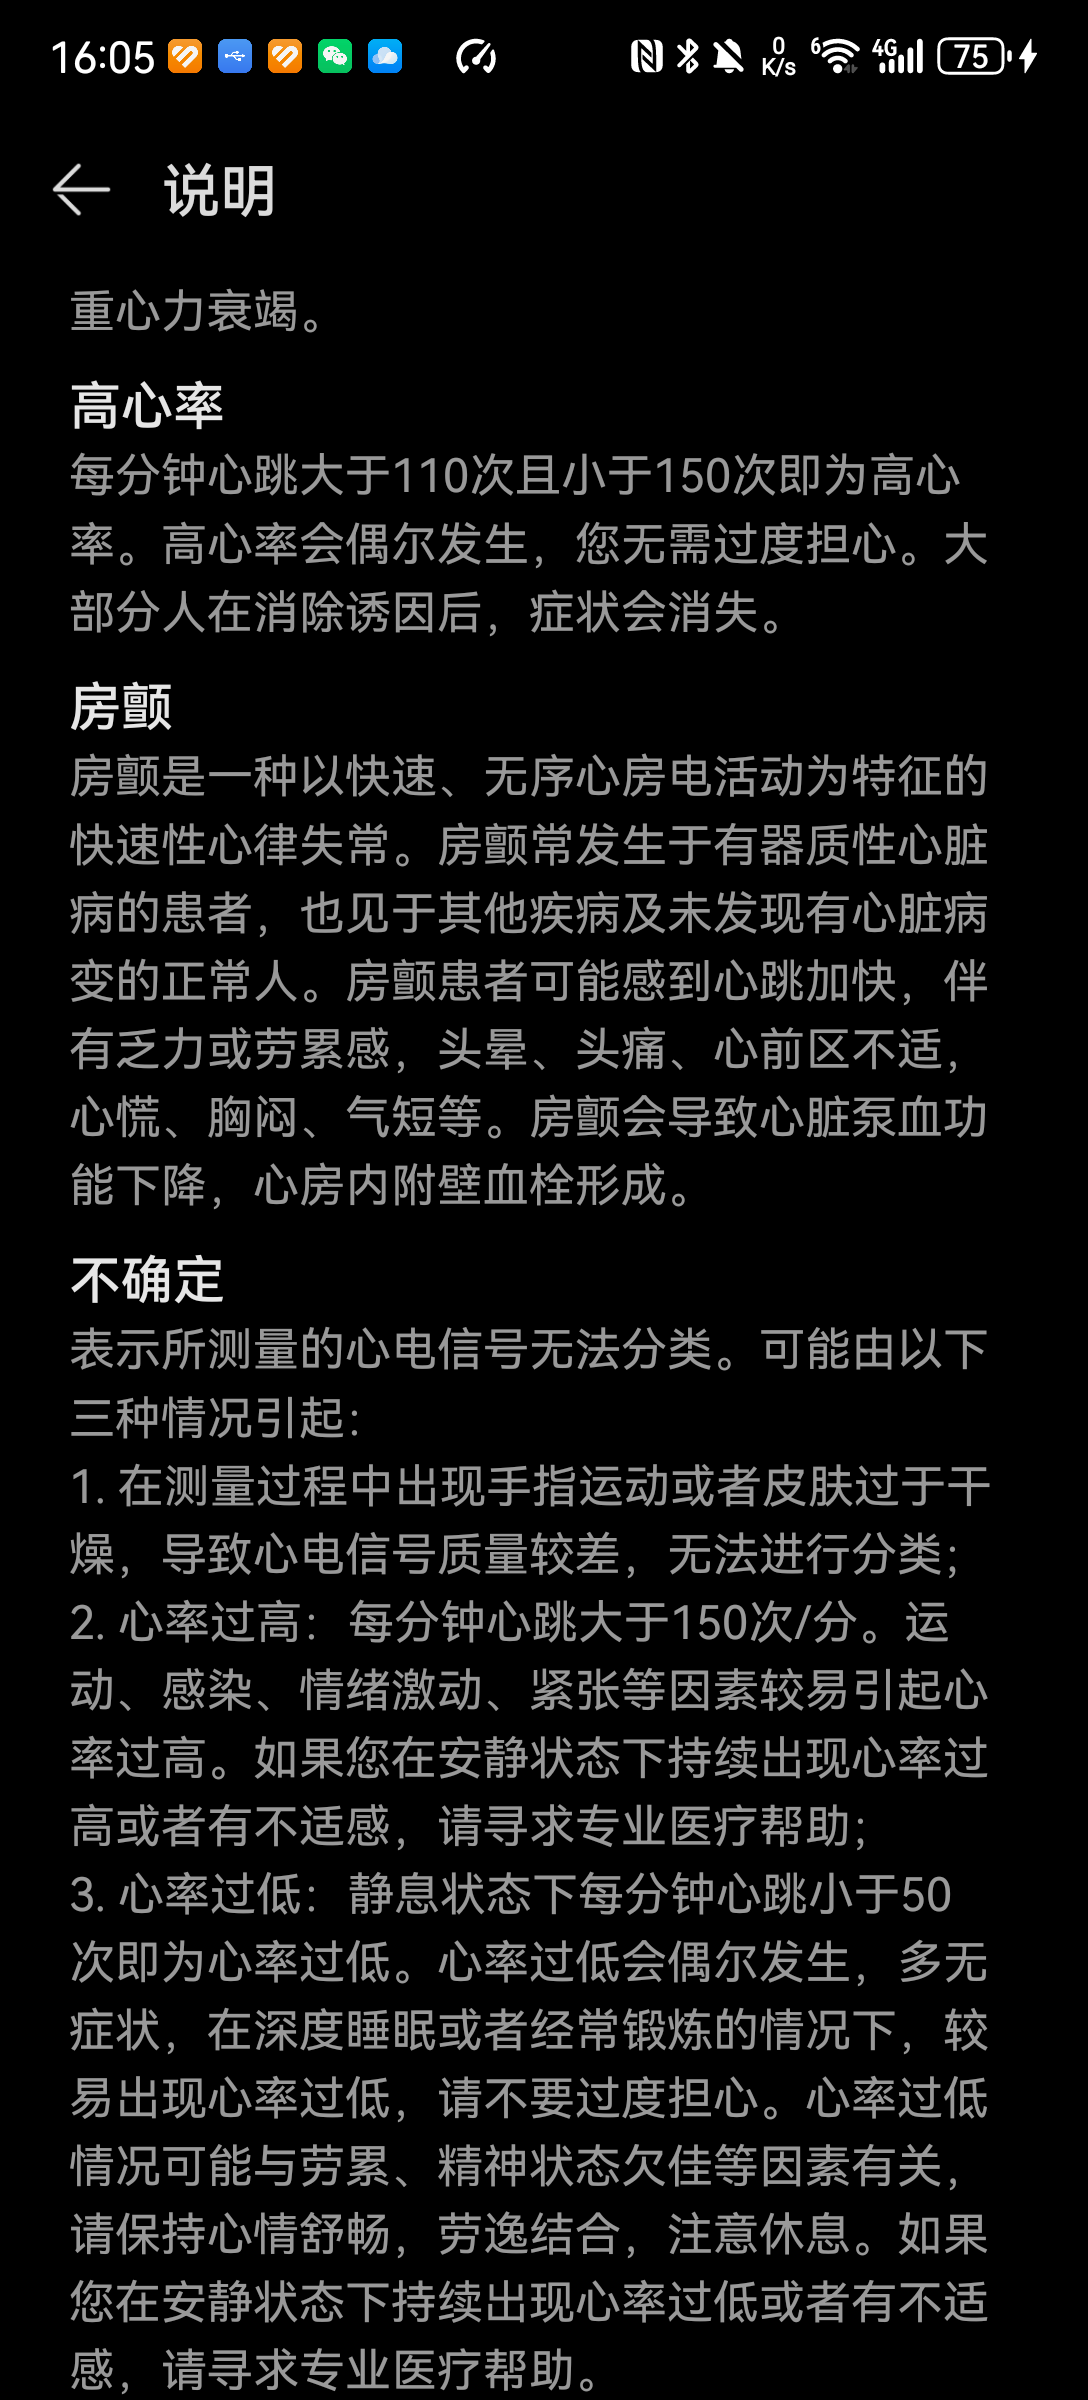 16:05
0 K/s
6
4G
75
说明
重心力衰竭。
高心率
每分钟心跳大于110次且小于150次即为高心
率。高心率会偶尔发生，您无需过度担心。大
部分人在消除诱因后，症状会消失。
房颤
房颤是一种以快速、无序心房电活动为特征的
快速性心律失常。房颤常发生于有器质性心脏
病的患者，也见于其他疾病及未发现有心脏病
变的正常人。房颤患者可能感到心跳加快，伴
有乏力或劳累感，头晕、头痛、心前区不适，
心慌、胸闷、气短等。房颤会导致心脏泵血功
能下降，心房内附壁血栓形成。
不确定
表示所测量的心电信号无法分类。可能由以下
三种情况引起：
1. 在测量过程中出现手指运动或者皮肤过于干
燥，导致心电信号质量较差，无法进行分类；
2. 心率过高：每分钟心跳大于150次/分。运
动、感染、情绪激动、紧张等因素较易引起心
率过高。如果您在安静状态下持续出现心率过
高或者有不适感，请寻求专业医疗帮助；
3. 心率过低：静息状态下每分钟心跳小于50
次即为心率过低。心率过低会偶尔发生，多无
症状，在深度睡眠或者经常锻炼的情况下，较
易出现心率过低，请不要过度担心。心率过低
情况可能与劳累、精神状态欠佳等因素有关，
请保持心情舒畅，劳逸结合，注意休息。如果
您在安静状态下持续出现心率过低或者有不适
感，请寻求专业医疗帮助。